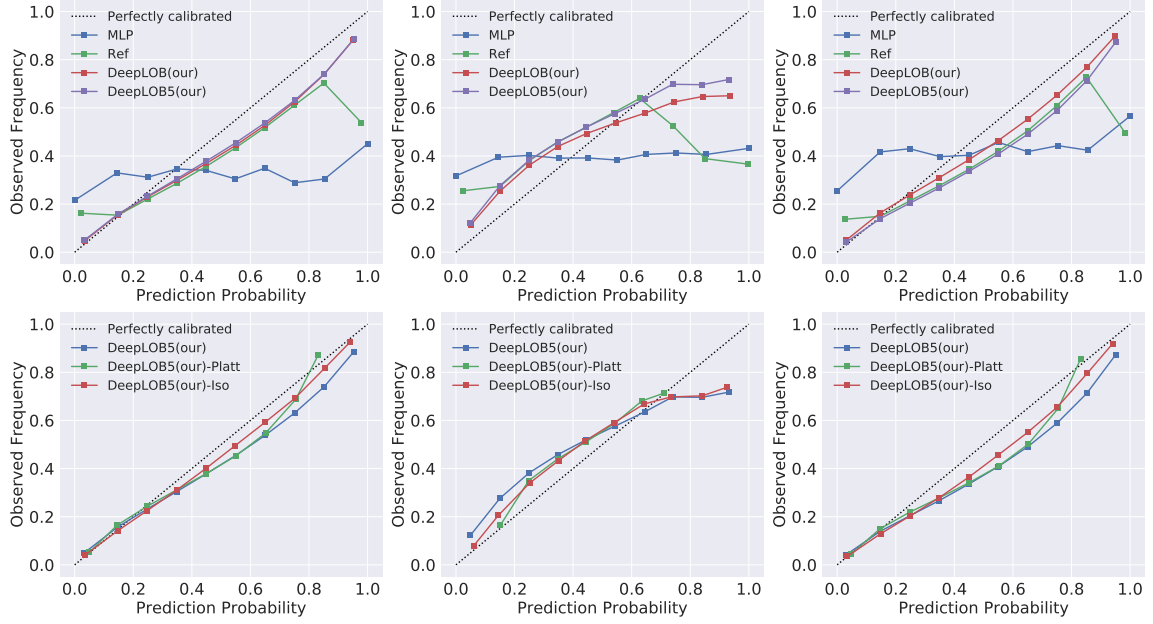 Observed Frequency
1.0
0.8
0.6
0.4
0.2
0.0
Perfectly calibrated
MLP
Ref
DeepLOB(our)
DeepLOB5(our)
0.0 0.2 0.4 0.6 0.8 1.0
Prediction Probability
Observed Frequency
1.0
0.8
0.6
0.4
0.2
0.0
Perfectly calibrated
MLP
Ref
DeepLOB(our)
DeepLOB5(our)
0.0 0.2 0.4 0.6 0.8 1.0
Prediction Probability
Observed Frequency
1.0
0.8
0.6
0.4
0.2
0.0
Perfectly calibrated
MLP
Ref
DeepLOB(our)
DeepLOB5(our)
0.0 0.2 0.4 0.6 0.8 1.0
Prediction Probability
Observed Frequency
1.0
0.8
0.6
0.4
0.2
0.0
Perfectly calibrated
DeepLOB5(our)
DeepLOB5(our)-Platt
DeepLOB5(our)-Iso
0.0 0.2 0.4 0.6 0.8 1.0
Prediction Probability
Observed Frequency
1.0
0.8
0.6
0.4
0.2
0.0
Perfectly calibrated
DeepLOB5(our)
DeepLOB5(our)-Platt
DeepLOB5(our)-Iso
0.0 0.2 0.4 0.6 0.8 1.0
Prediction Probability
Observed Frequency
1.0
0.8
0.6
0.4
0.2
0.0
Perfectly calibrated
DeepLOB5(our)
DeepLOB5(our)-Platt
DeepLOB5(our)-Iso
0.0 0.2 0.4 0.6 0.8 1.0
Prediction Probability